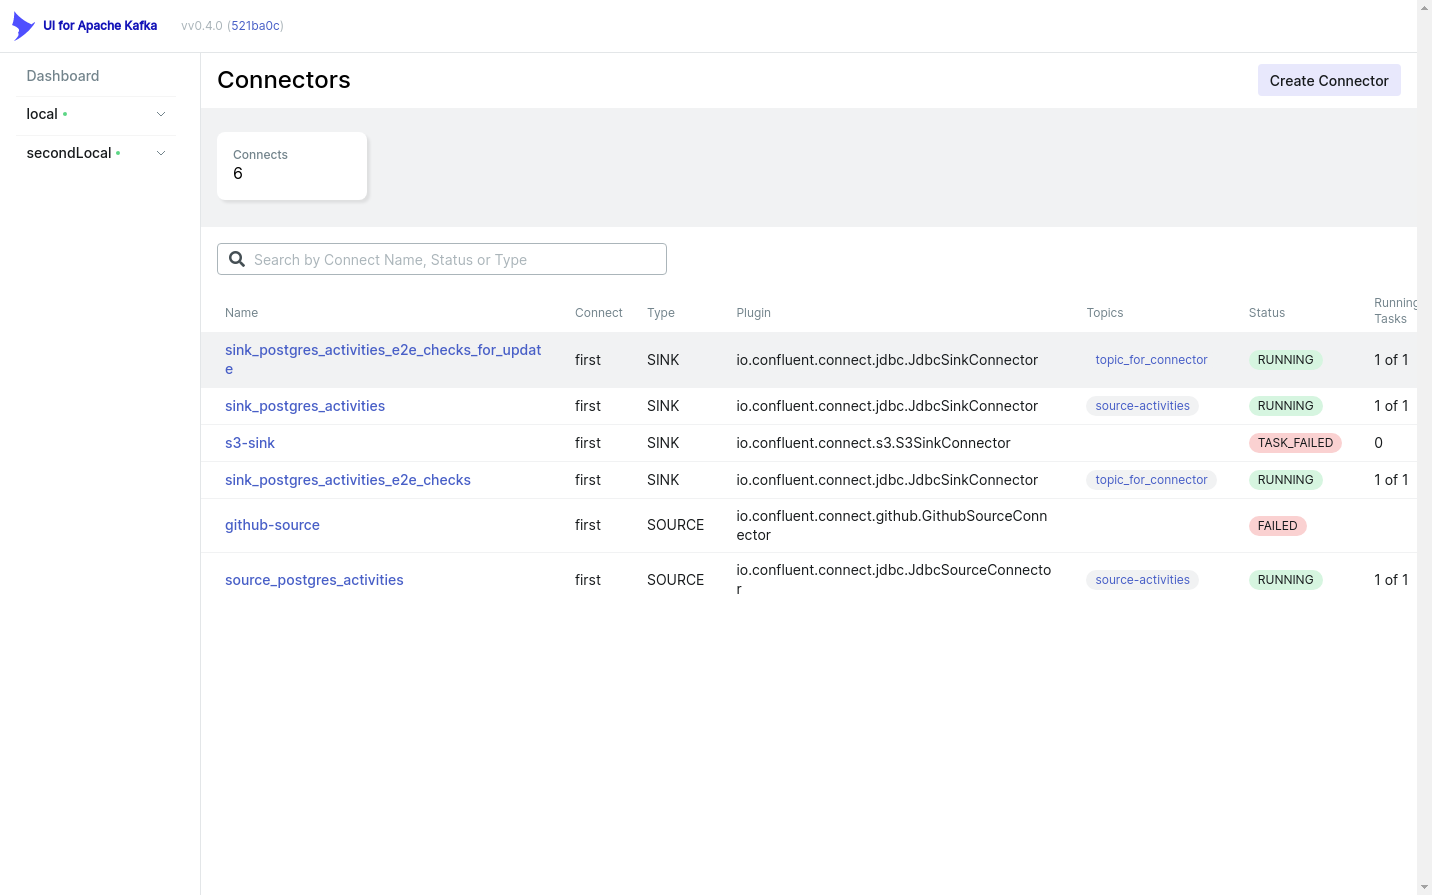 UI for Apache Kafka vv0.4.0 (521ba0c)
Dashboard
local
secondLocal
Connectors
Create Connector
Connects
6
Search by Connect Name, Status or Type
Name Connect Type Plugin Topics Status Running
Tasks
sink_postgres_activities_e2e_checks_for_updat
e first SINK io.confluent.connect.jdbc.JdbcSinkConnector topic_for_connector RUNNING 1 of 1
sink_postgres_activities first SINK io.confluent.connect.jdbc.JdbcSinkConnector source-activities RUNNING 1 of 1
s3-sink first SINK io.confluent.connect.s3.S3SinkConnector TASK_FAILED 0
sink_postgres_activities_e2e_checks first SINK io.confluent.connect.jdbc.JdbcSinkConnector topic_for_connector RUNNING 1 of 1
github-source first SOURCE io.confluent.connect.github.GithubSourceConn
ector FAILED
source_postgres_activities first SOURCE io.confluent.connect.jdbc.JdbcSourceConnecto
r source-activities RUNNING 1 of 1